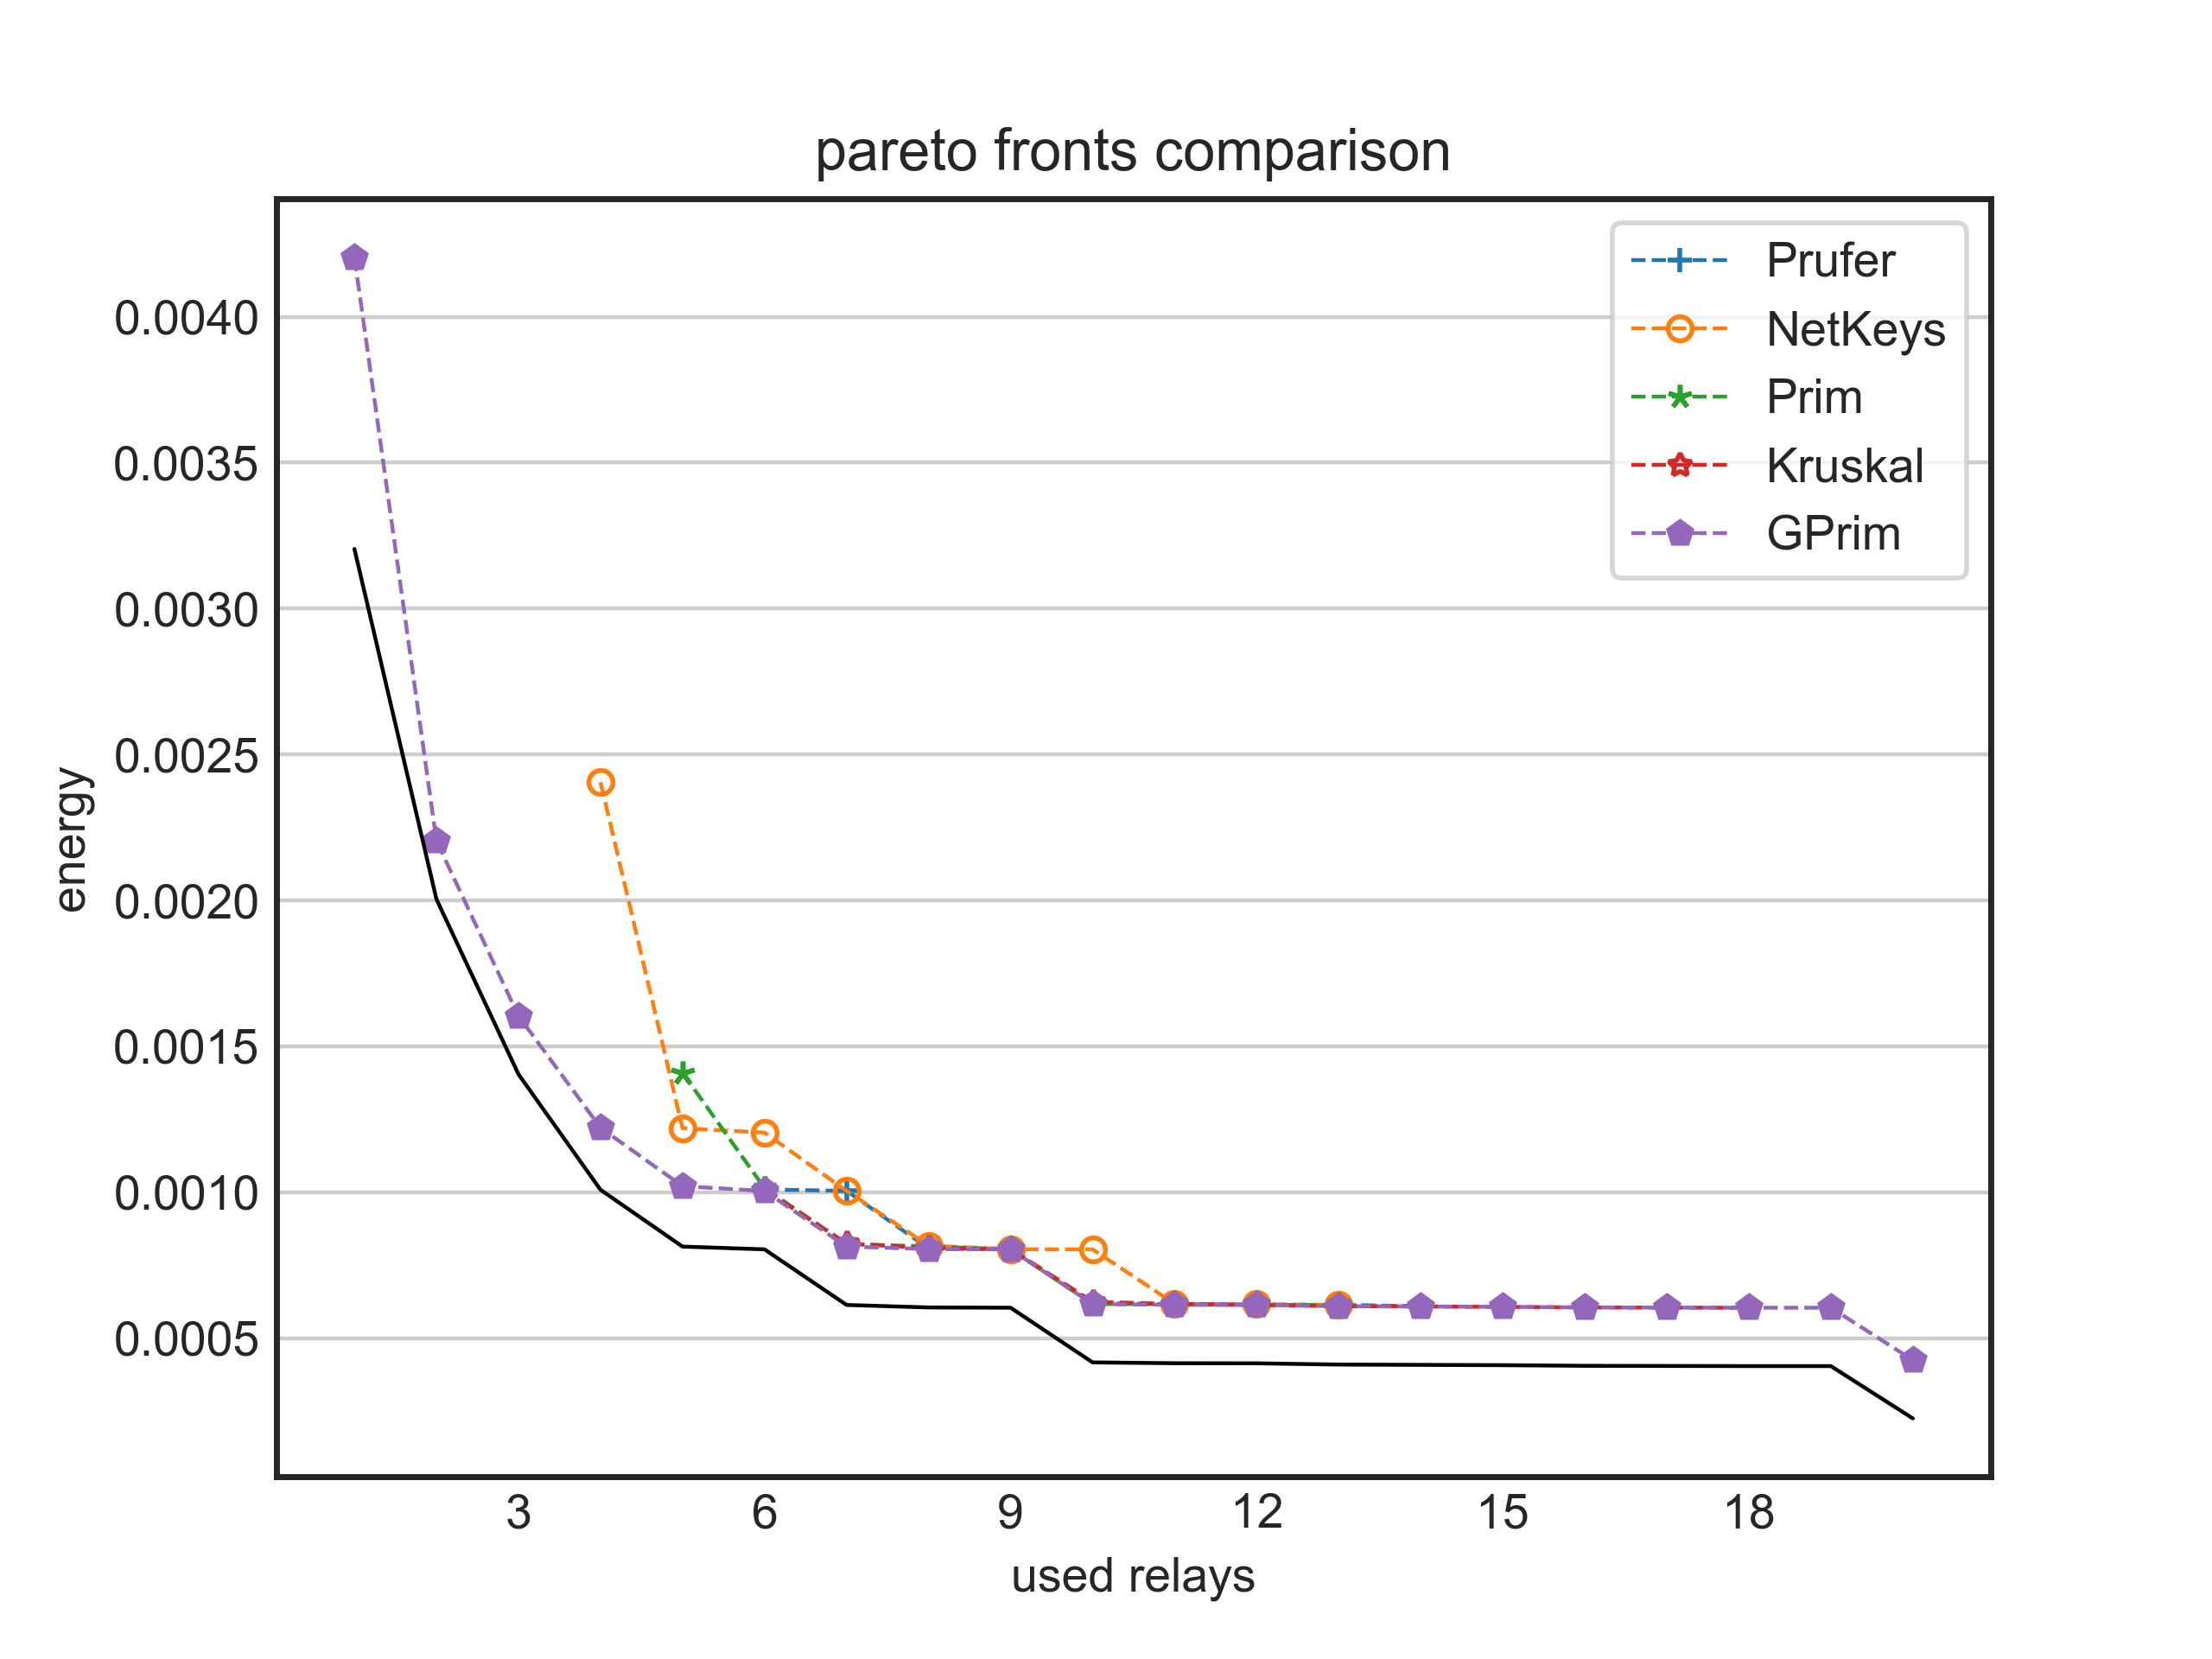 pareto fronts comparison
Prufer
NetKeys
Prim
Kruskal
GPrim
energy
0.0040
0.0035
0.0030
0.0025
0.0020
0.0015
0.0010
0.0005
3 6 9 12 15 18
used relays